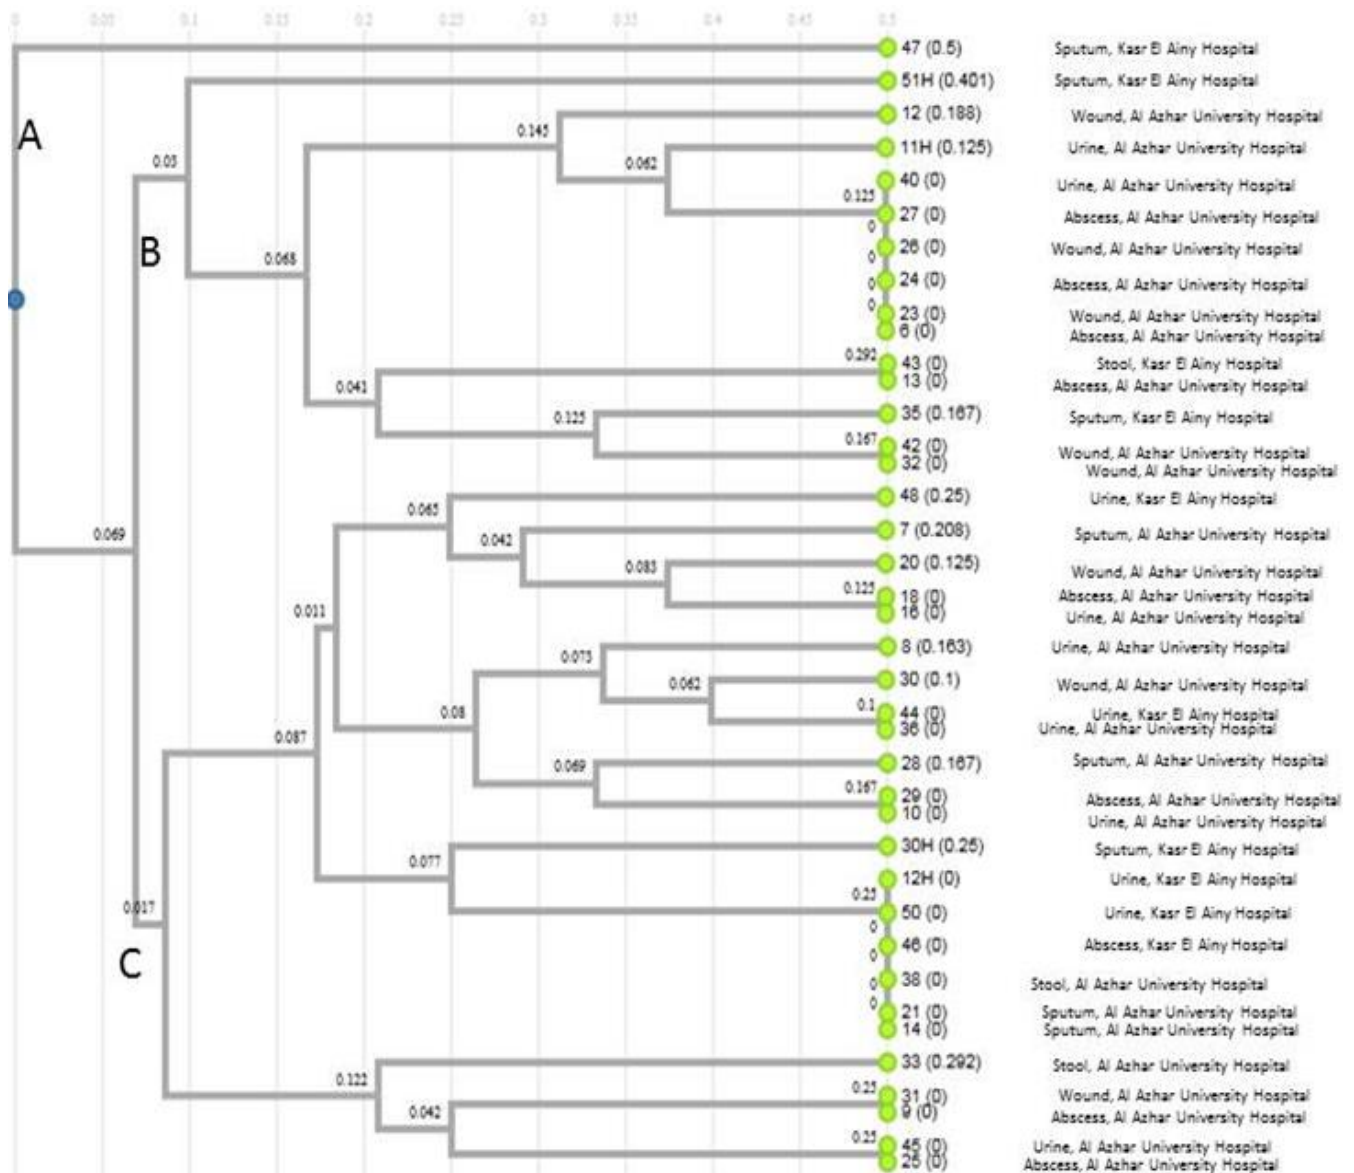 0 0.05 0.1 0.15 0.2 0.25 0.3 0.35 0.4 0.45 0.5
47 (0.5) Sputum, Kasr El Ainy Hospital
51H (0.401) Sputum, Kasr El Ainy Hospital
A
12 (0.188) Wound, Al Azhar University Hospital
0.145
11H (0.125) Urine, Al Azhar University Hospital
0.03 0.062
40 (0) Urine, Al Azhar University Hospital
0.125
27 (0) Abscess, Al Azhar University Hospital
0
B
26 (0) Wound, Al Azhar University Hospital
0.068 0
24 (0) Abscess, Al Azhar University Hospital
0
0
23 (0) Wound, Al Azhar University Hospital
6 (0) Abscess, Al Azhar University Hospital
0.292
43 (0) Stool, Kasr El Ainy Hospital
13 (0) Abscess, Al Azhar University Hospital
0.041
35 (0.167) Sputum, Kasr El Ainy Hospital
0.125
0.167
42 (0) Wound, Al Azhar University Hospital
32 (0) Wound, Al Azhar University Hospital
48 (0.25) Urine, Kasr El Ainy Hospital
0.065
7 (0.208) Sputum, Al Azhar University Hospital
0.069 0.042
20 (0.125) Wound, Al Azhar University Hospital
0.083
0.125
18 (0) Abscess, Al Azhar University Hospital
16 (0) Urine, Al Azhar University Hospital
0.011
8 (0.163) Urine, Al Azhar University Hospital
0.073
30 (0.1) Wound, Al Azhar University Hospital
0.062
0.1
44 (0) Urine, Kasr El Ainy Hospital
0.08
36 (0) Urine, Al Azhar University Hospital
0.087
28 (0.167) Sputum, Al Azhar University Hospital
0.069
0.167
29 (0) Abscess, Al Azhar University Hospital
10 (0) Urine, Al Azhar University Hospital
30H (0.25) Sputum, Kasr El Ainy Hospital
0.077
12H (0) Urine, Kasr El Ainy Hospital
0.25
0.017
50 (0) Urine, Kasr El Ainy Hospital
0
46 (0) Abscess, Kasr El Ainy Hospital
0
C
38 (0) Stool, Al Azhar University Hospital
0
0
21 (0) Sputum, Al Azhar University Hospital
14 (0) Sputum, Al Azhar University Hospital
33 (0.292) Stool, Al Azhar University Hospital
0.122
0.25
31 (0) Wound, Al Azhar University Hospital
9 (0) Abscess, Al Azhar University Hospital
0.042
0.25
45 (0) Urine, Al Azhar University Hospital
25 (0) Abscess, Al Azhar University Hospital